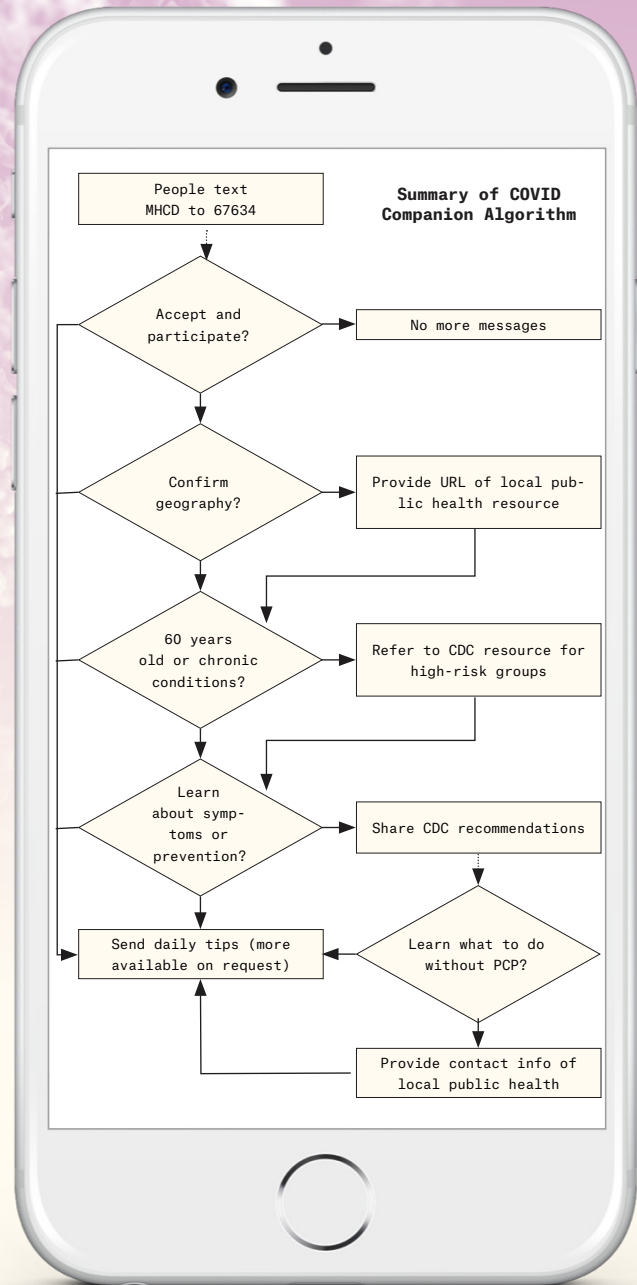 People text
MHCD to 67634
Summary of COVID
Companion Algorithm
Accept and
participate?
No more messages
Confirm
geography?
Provide URL of local pub-
lic health resource
60 years
old or chronic
conditions?
Refer to CDC resource for
high-risk groups
Learn
about symp-
toms or
prevention?
Share CDC recommendations
Send daily tips (more
available on request)
Learn what to do
without PCP?
Provide contact info of
local public health